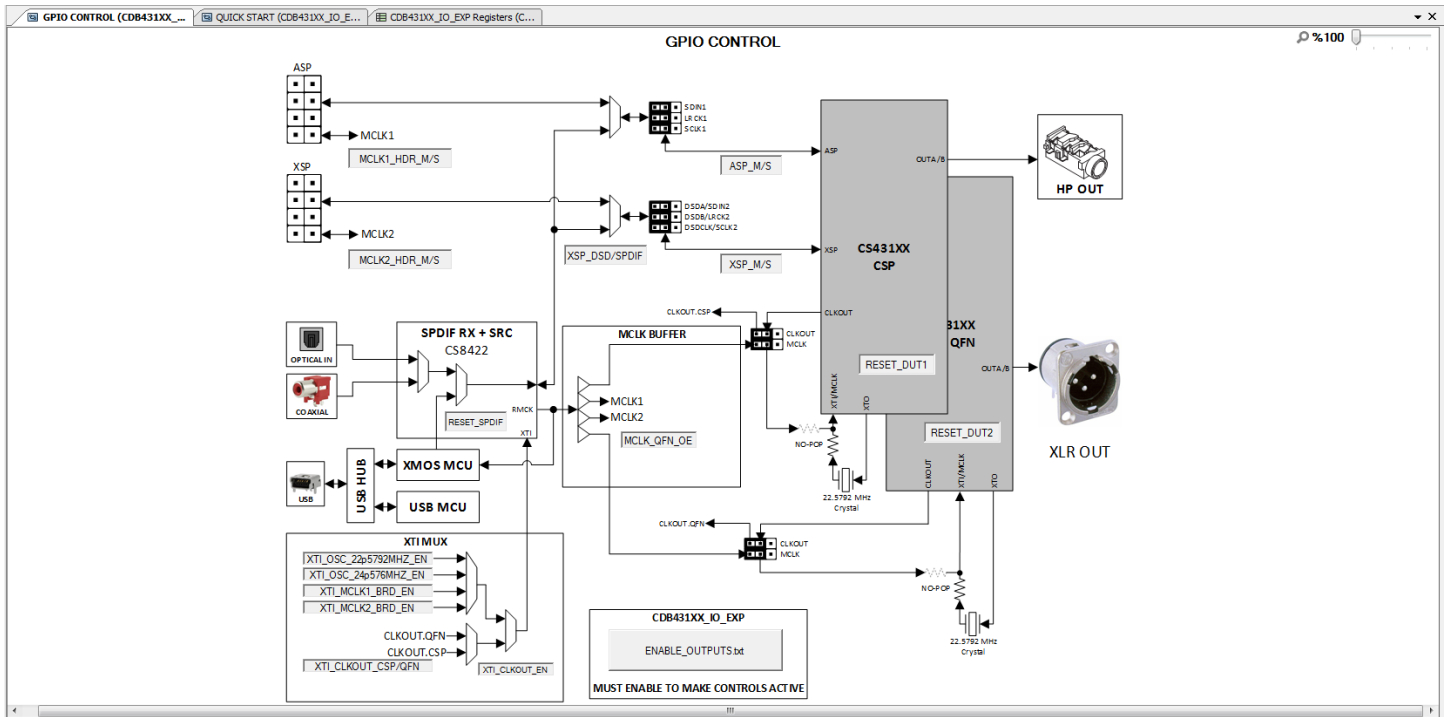 GPIO CONTROL (CDB431XX_...
QUICK START (CDB431XX_IO_E...
CDB431XX_IO_EXP Registers (C...
GPIO CONTROL
%100
ASP
MCLK1
MCLK1_HDR_M/S
SDIN1
LRCK1
SCLK1
ASP_M/S
ASP
OUTA/B
HP OUT
XSP
MCLK2
MCLK2_HDR_M/S
DSDA/SDIN2
DSDB/LRCK2
DSDCLK/SCLK2
XSP_DSD/SPDIF
XSP_M/S
XSP
CS431XX
CSP
CLKOUT
31XX
QFN
OUTA/B
RESET_DUT1
XTI/MCLK
XTO
RESET_DUT2
CLKOUT
XTI/MCLK
XTO
XLR OUT
OPTICAL IN
COAXIAL
SPDIF RX + SRC
CS8422
RESET_SPDIF
RMCK
XTI
MCLK BUFFER
MCLK1
MCLK2
MCLK_QFN_OE
CLKOUT.CSP
CLKOUT
MCLK
NO-POP
22.5792 MHz
Crystal
USB
USB HUB
XMOS MCU
USB MCU
CLKOUT.QFN
CLKOUT
MCLK
NO-POP
22.5792 MHz
Crystal
XTI MUX
XTI_OSC_22p5792MHZ_EN
XTI_OSC_24p576MHZ_EN
XTI_MCLK1_BRD_EN
XTI_MCLK2_BRD_EN
CLKOUT.QFN
CLKOUT.CSP
XTI_CLKOUT_CSP/QFN
XTI_CLKOUT_EN
CDB431XX_IO_EXP
ENABLE_OUTPUTS.txt
MUST ENABLE TO MAKE CONTROLS ACTIVE